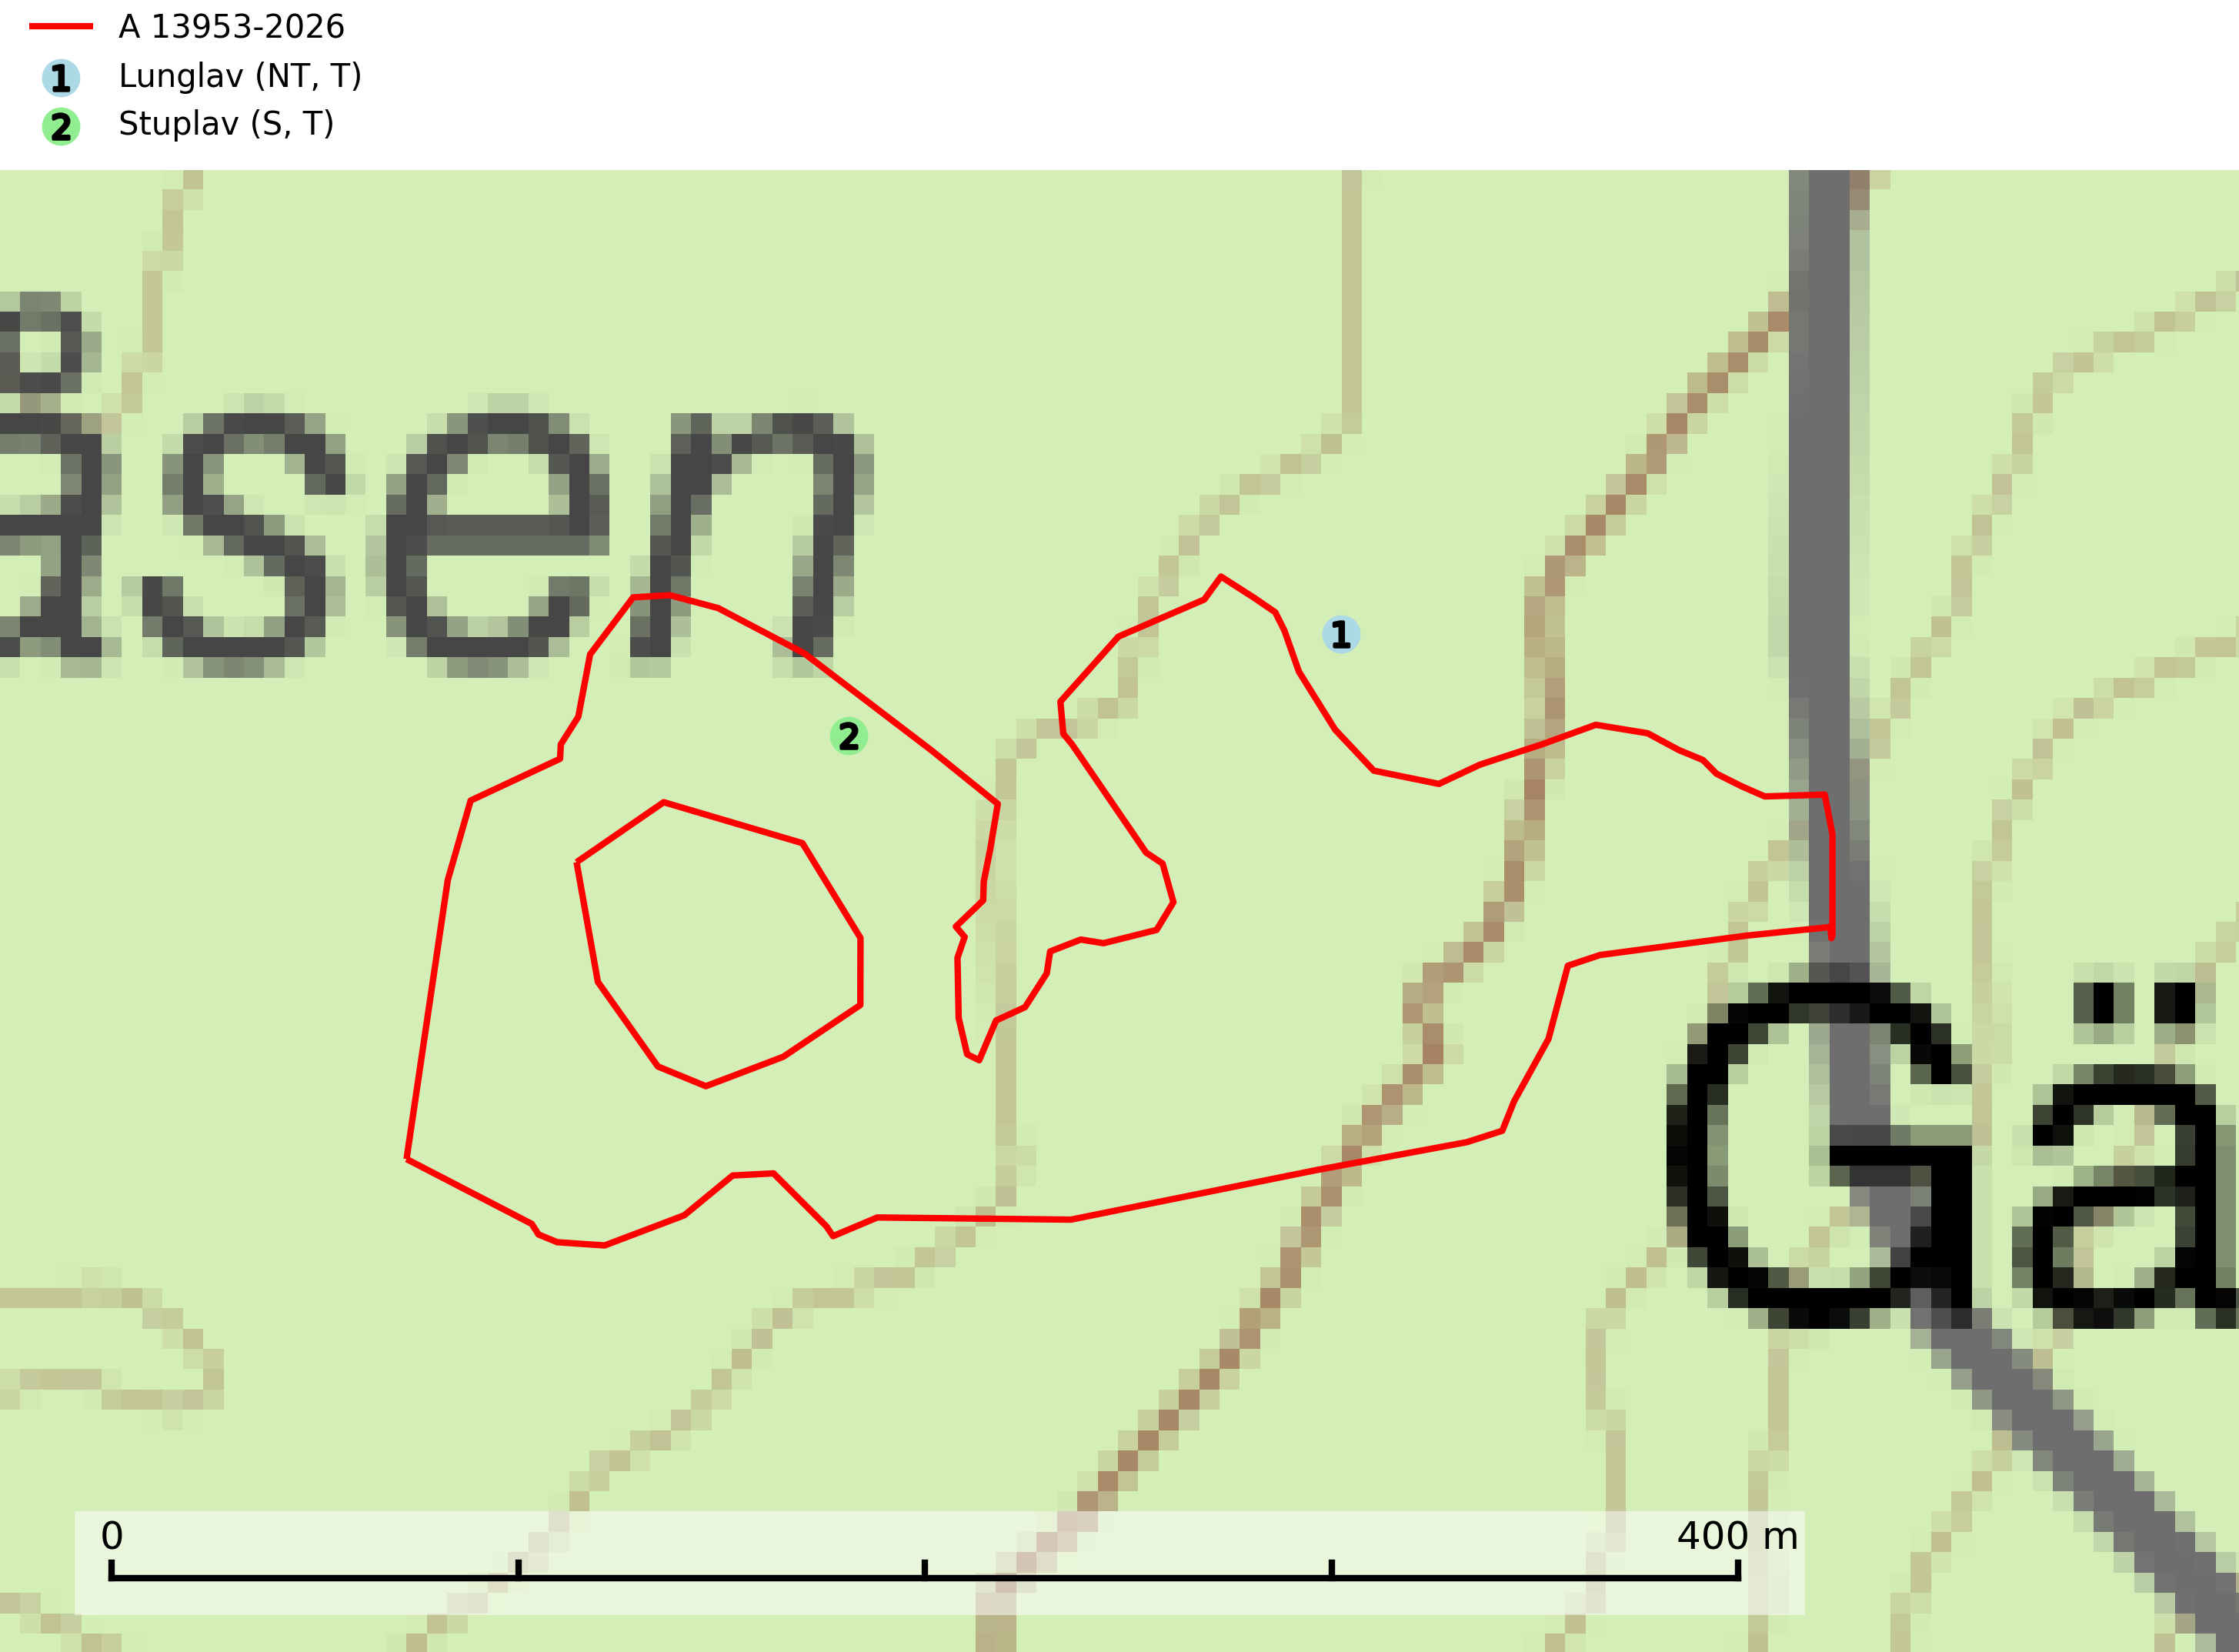 A 13953-2026
1 Lunglav (NT, T)
2 Stuplav (S, T)
åsen
1
2
Gä
0 400 m